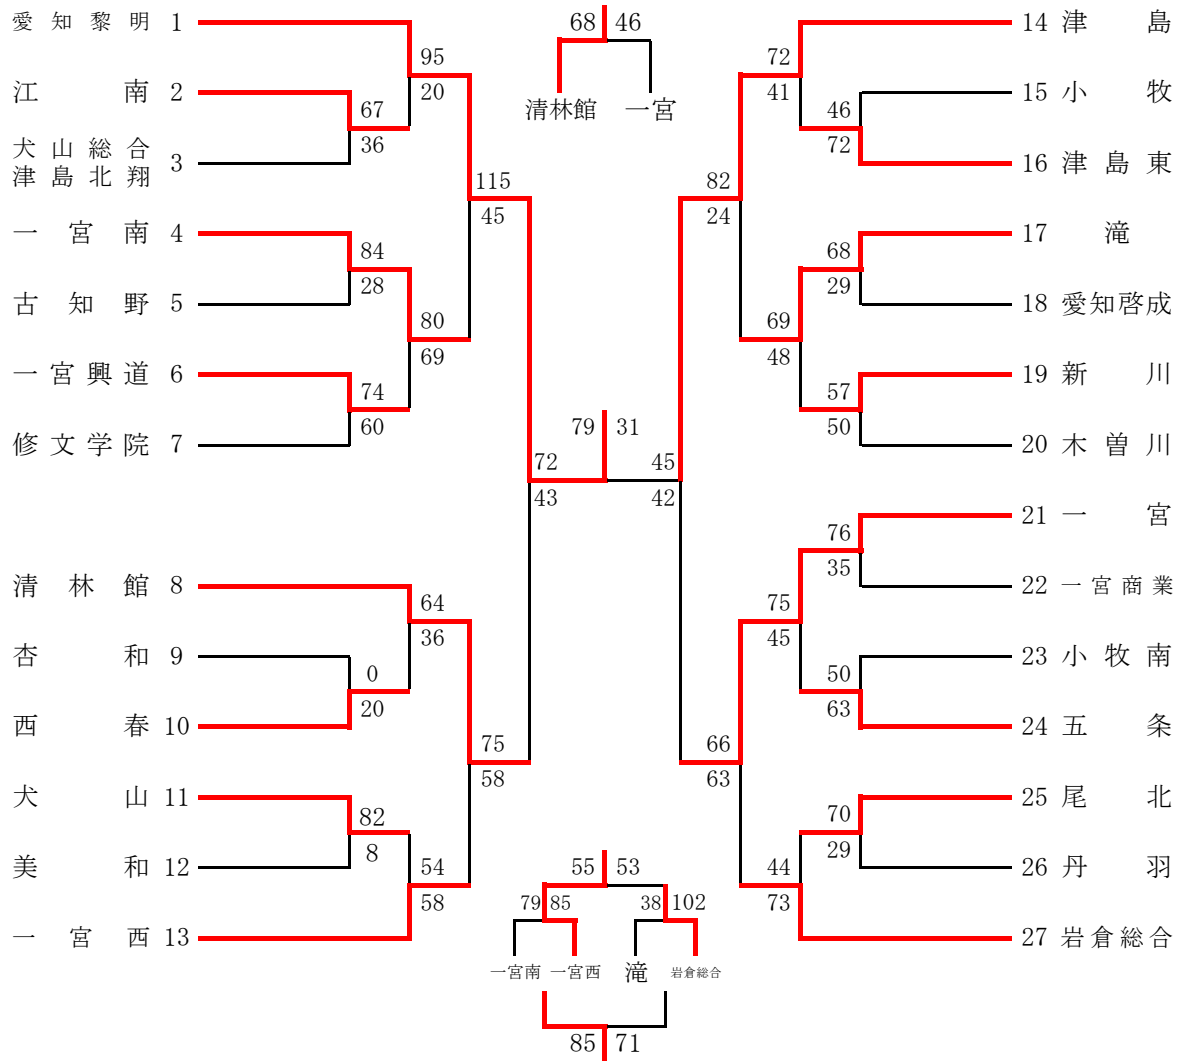 愛知黎明 1
江南 2
犬山総合
津島北翔 3
一宮南 4
古知野 5
一宮興道 6
修文学院 7
清林館 8
杏和 9
西春 10
犬山 11
美和 12
一宮西 13
95
20
67
36
115
45
84
28
80
69
74
60
72
43
64
36
0
20
75
58
82
8
54
58
68 46
清林館 一宮
79 31
55 53
79 85 38 102
一宮南 一宮西 滝 岩倉総合
85 71
72
41
46
72
82
24
68
29
69
48
57
50
45
42
76
35
75
45
50
63
66
63
70
29
44
73
14 津島
15 小牧
16 津島東
17 滝
18 愛知啓成
19 新川
20 木曽川
21 一宮
22 一宮商業
23 小牧南
24 五条
25 尾北
26 丹羽
27 岩倉総合